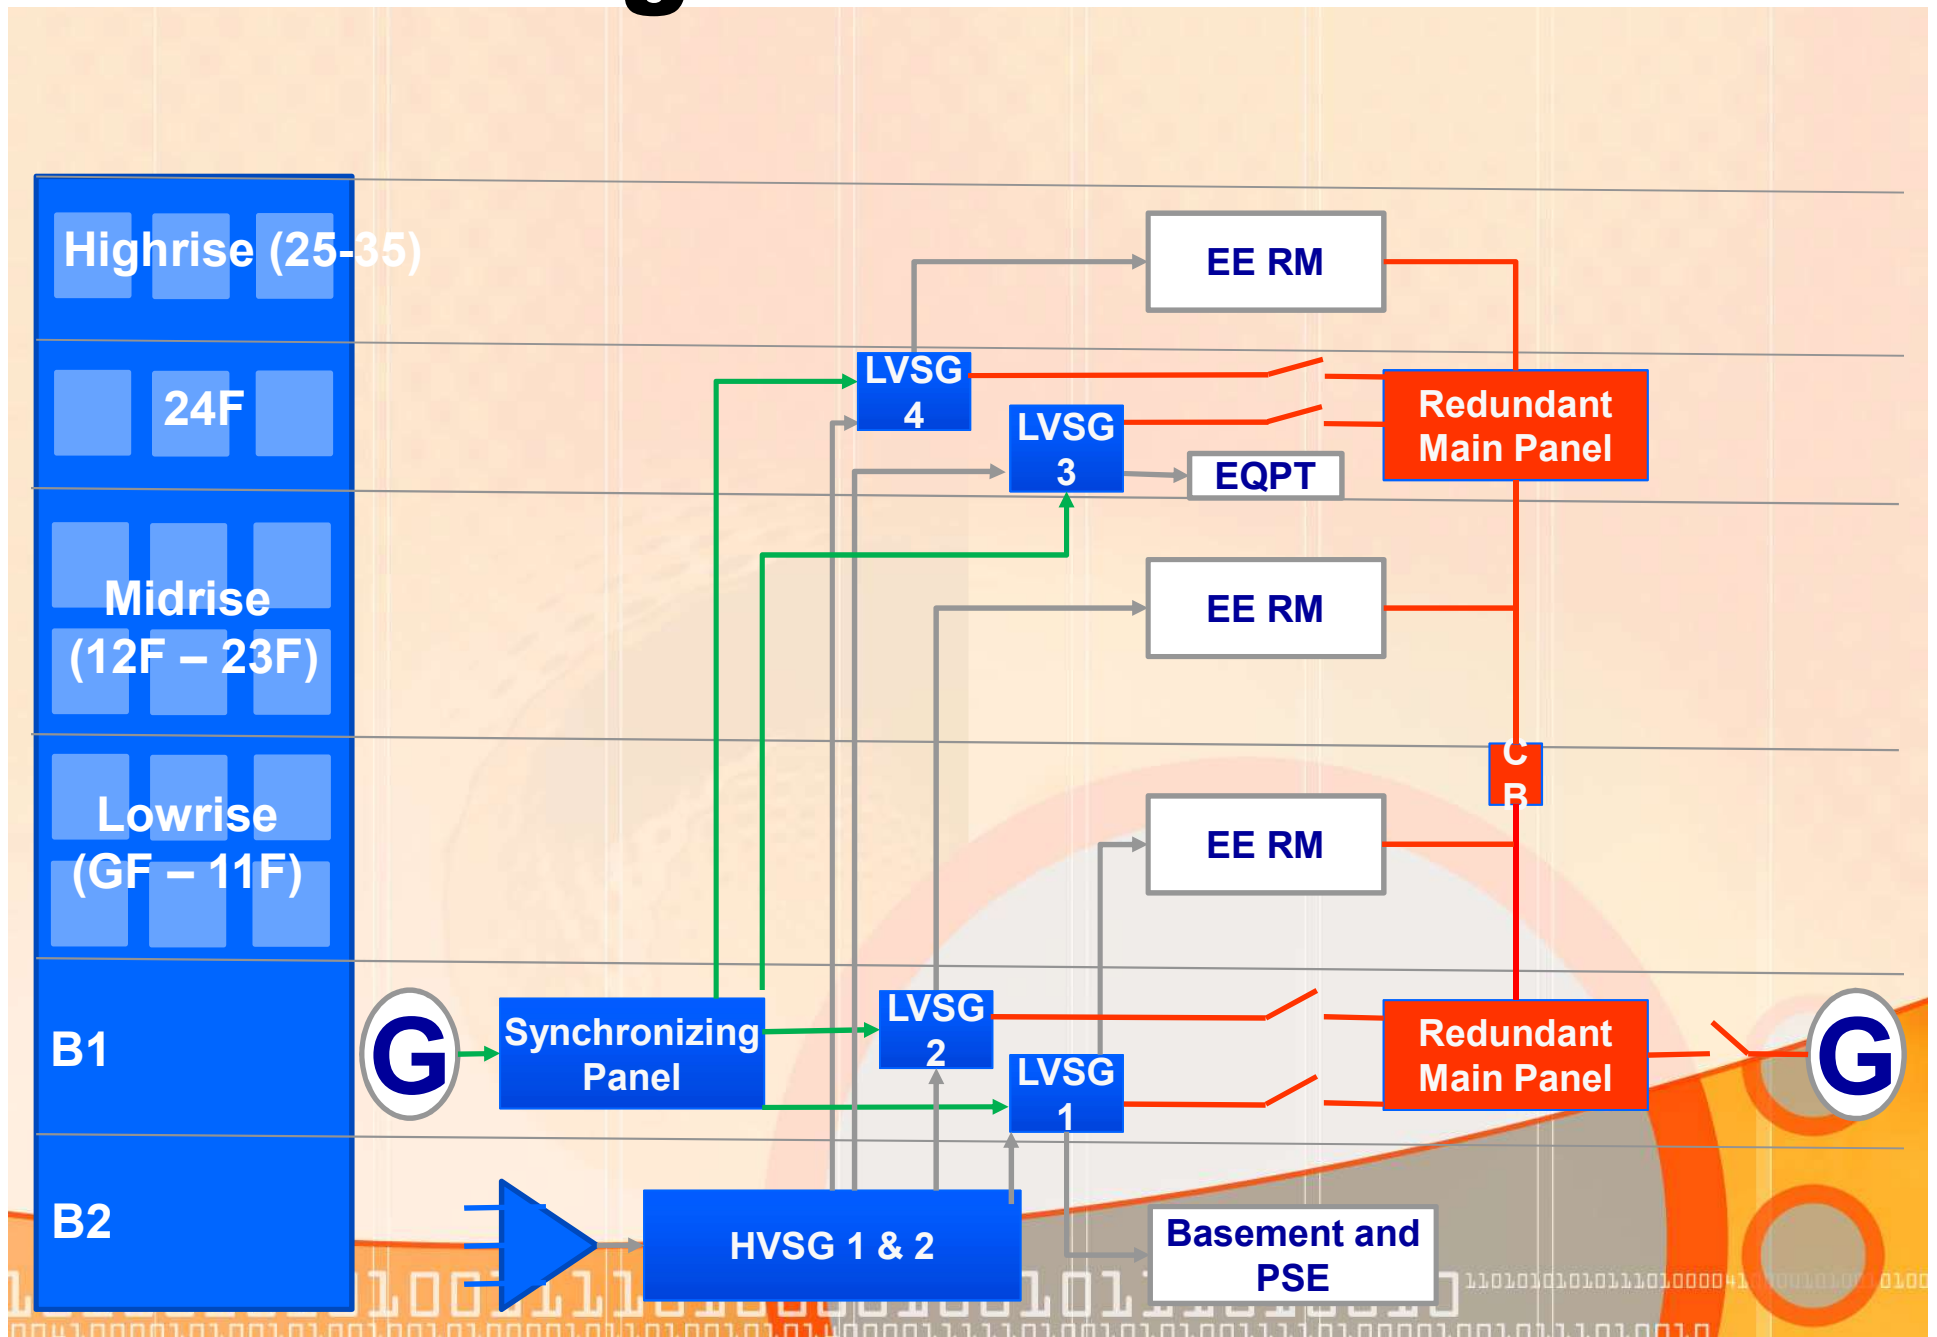 g
Highrise (25-35)
EE RM
24F
LVSG
4
LVSG
3
EQPT
Redundant
Main Panel
Midrise
(12F – 23F)
EE RM
C
B
Lowrise
(GF – 11F)
EE RM
B1
G
Synchronizing
Panel
LVSG
2
LVSG
1
Redundant
Main Panel
G
B2
HVSG 1 & 2
Basement and
PSE